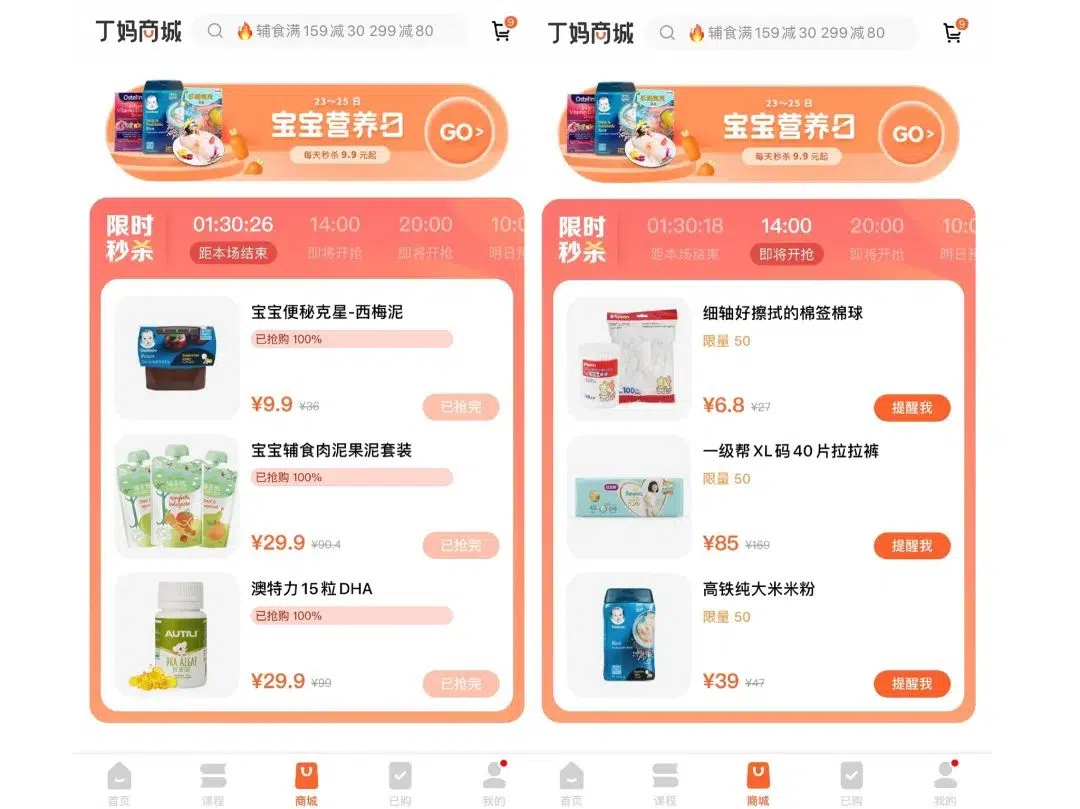 丁妈商城
🔥辅食满159减30 299减80
9
23～25 日
宝宝营养日
每天秒杀 9.9 元起
GO>
限时
秒杀
01:30:26
14:00
20:00
10:0
距本场结束
即将开抢
即将开抢
明日预
宝宝便秘克星-西梅泥
已抢购 100%
¥9.9 ¥36
已抢完
宝宝辅食肉泥果泥套装
已抢购 100%
¥29.9 ¥90.4
已抢完
AUTILI
DHA ALGAE
澳特力15粒DHA
已抢购 100%
¥29.9 ¥99
已抢完
首页
课程
商城
已购
我的
丁妈商城
🔥辅食满159减30 299减80
9
23～25 日
宝宝营养日
每天秒杀 9.9 元起
GO>
限时
秒杀
01:30:18
14:00
20:00
10:0
距本场结束
即将开抢
即将开抢
明日预
细轴好擦拭的棉签棉球
限量 50
¥6.8 ¥27
提醒我
一级帮XL码40片拉拉裤
限量 50
¥85 ¥169
提醒我
高铁纯大米米粉
限量 50
¥39 ¥47
提醒我
首页
课程
商城
已购
我的